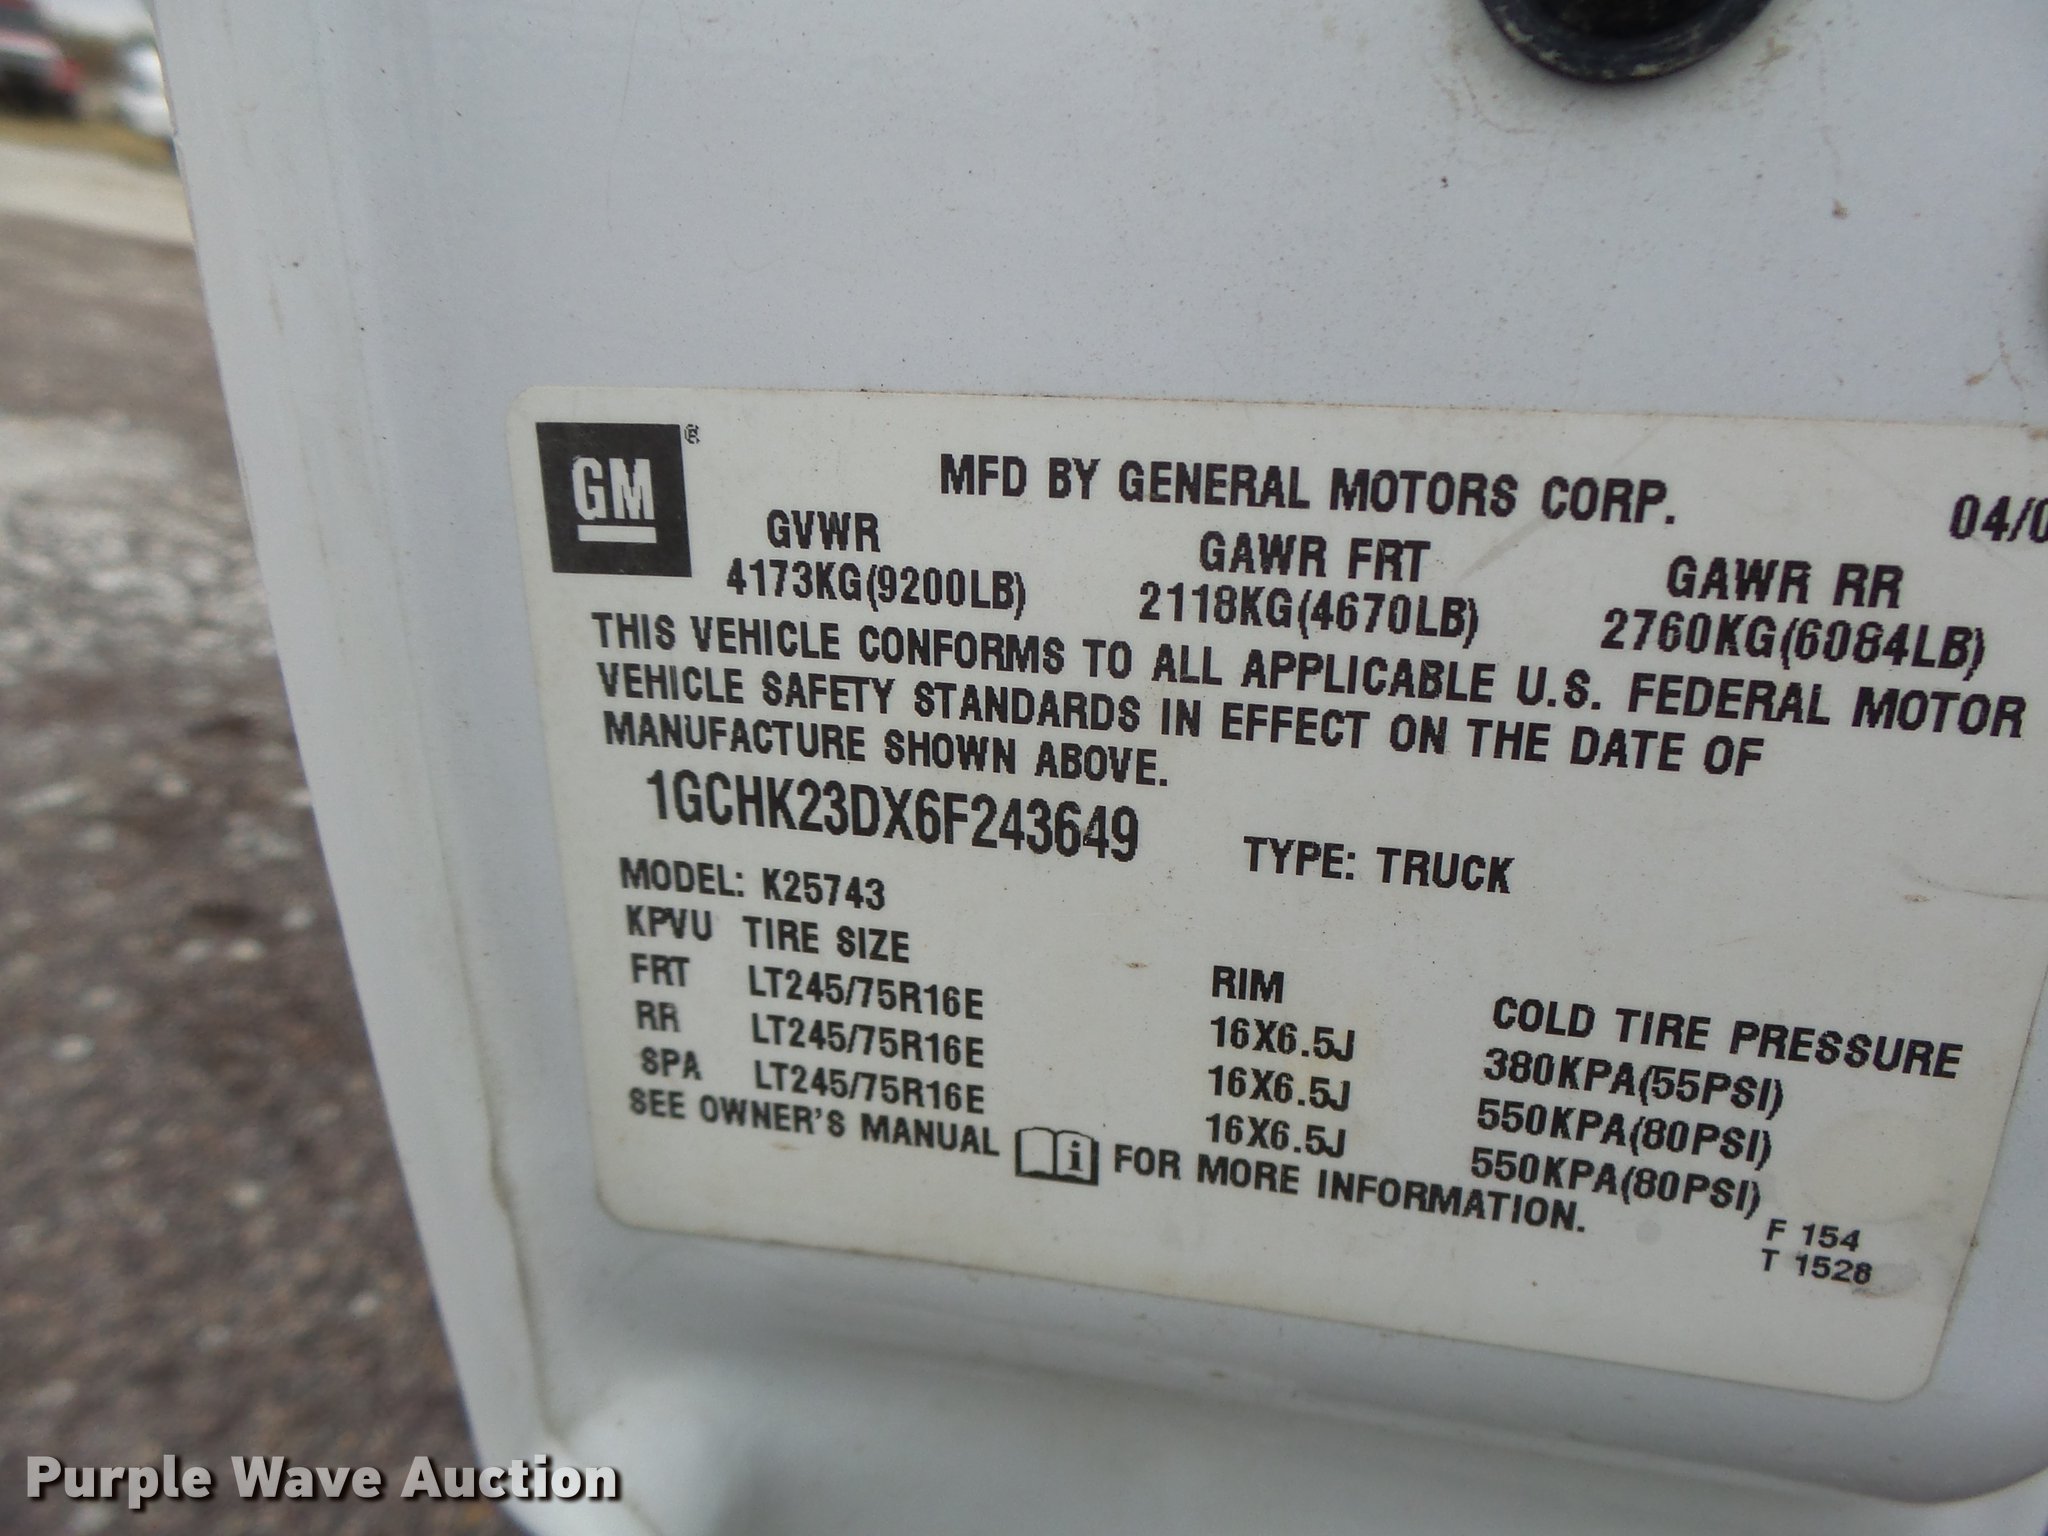 GM®
MFD BY GENERAL MOTORS CORP. 04/0
GVWR GAWR FRT GAWR RR
4173KG(9200LB) 2118KG(4670LB) 2760KG(6084LB)
THIS VEHICLE CONFORMS TO ALL APPLICABLE U.S. FEDERAL MOTOR
VEHICLE SAFETY STANDARDS IN EFFECT ON THE DATE OF
MANUFACTURE SHOWN ABOVE.
1GCHK23DX6F243649 TYPE: TRUCK
MODEL: K25743
KPVU TIRE SIZE RIM COLD TIRE PRESSURE
FRT LT245/75R16E 16X6.5J 380KPA(55PSI)
RR LT245/75R16E 16X6.5J 550KPA(80PSI)
SPA LT245/75R16E 16X6.5J 550KPA(80PSI)
SEE OWNER'S MANUAL i FOR MORE INFORMATION.
F 154
T 1528
Purple Wave Auction